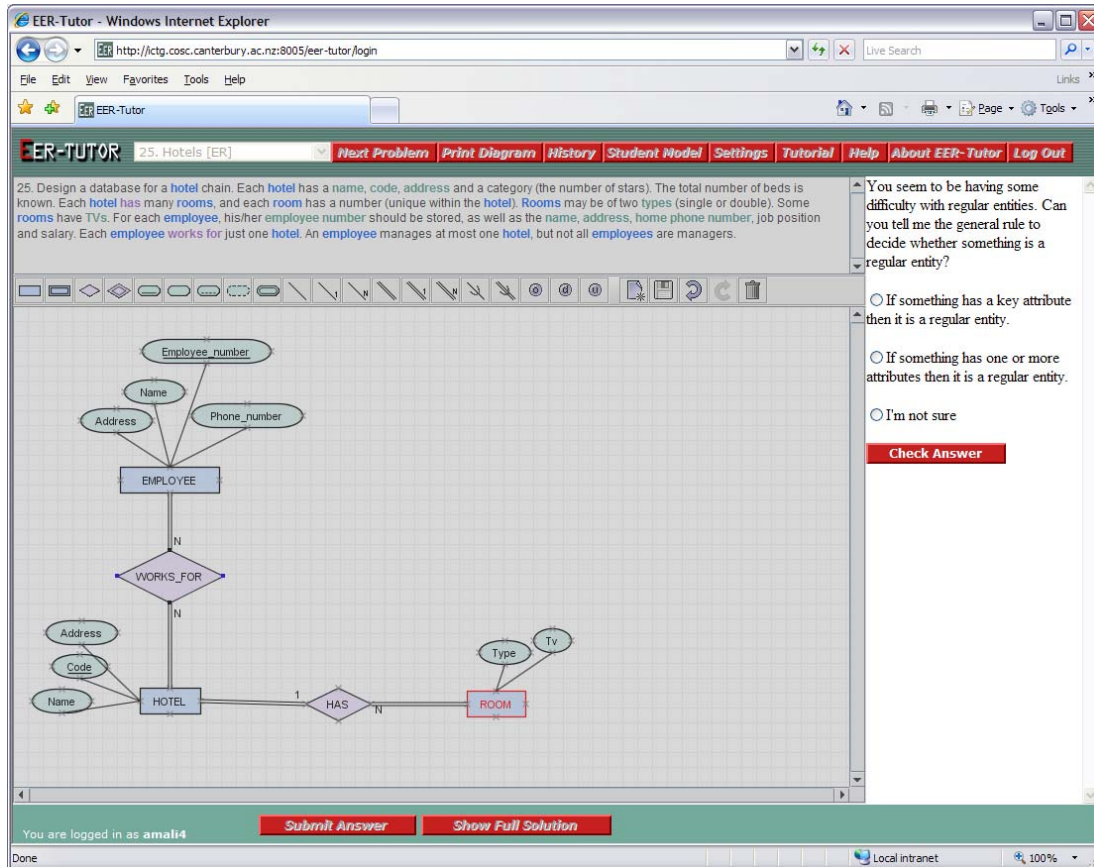 EER-Tutor - Windows Internet Explorer
http://ictg.cosc.canterbury.ac.nz:8005/eer-tutor/login
Live Search
File Edit View Favorites Tools Help
Links »
EER-Tutor
Page Tools »
EER-TUTOR 25. Hotels [ER] Next Problem Print Diagram History Student Model Settings Tutorial Help About EER-Tutor Log Out
25. Design a database for a hotel chain. Each hotel has a name, code, address and a category (the number of stars). The total number of beds is
known. Each hotel has many rooms, and each room has a number (unique within the hotel). Rooms may be of two types (single or double). Some
rooms have TVs. For each employee, his/her employee number should be stored, as well as the name, address, home phone number, job position
and salary. Each employee works for just one hotel. An employee manages at most one hotel, but not all employees are managers.
1 N 1 N o d u
Employee_number
Name
Address
Phone_number
EMPLOYEE
N
WORKS_FOR
N
Address
Code
Name
HOTEL
1
HAS
N
Type
Tv
ROOM
You seem to be having some
difficulty with regular entities. Can
you tell me the general rule to
decide whether something is a
regular entity?
If something has a key attribute
then it is a regular entity.
If something has one or more
attributes then it is a regular entity.
I'm not sure
Check Answer
You are logged in as amali4
Submit Answer Show Full Solution
Done
Local intranet
100%